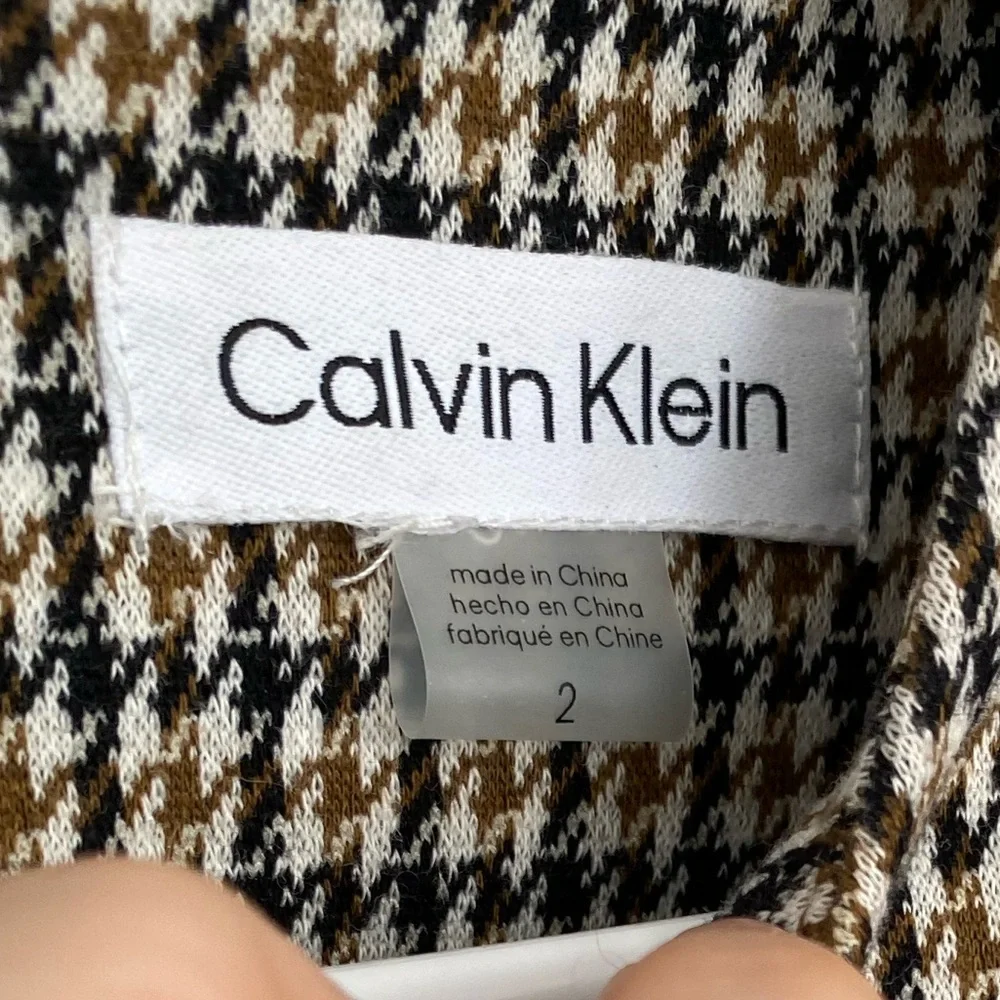 Calvin Klein
made in China
hecho en China
fabriqué en Chine
2